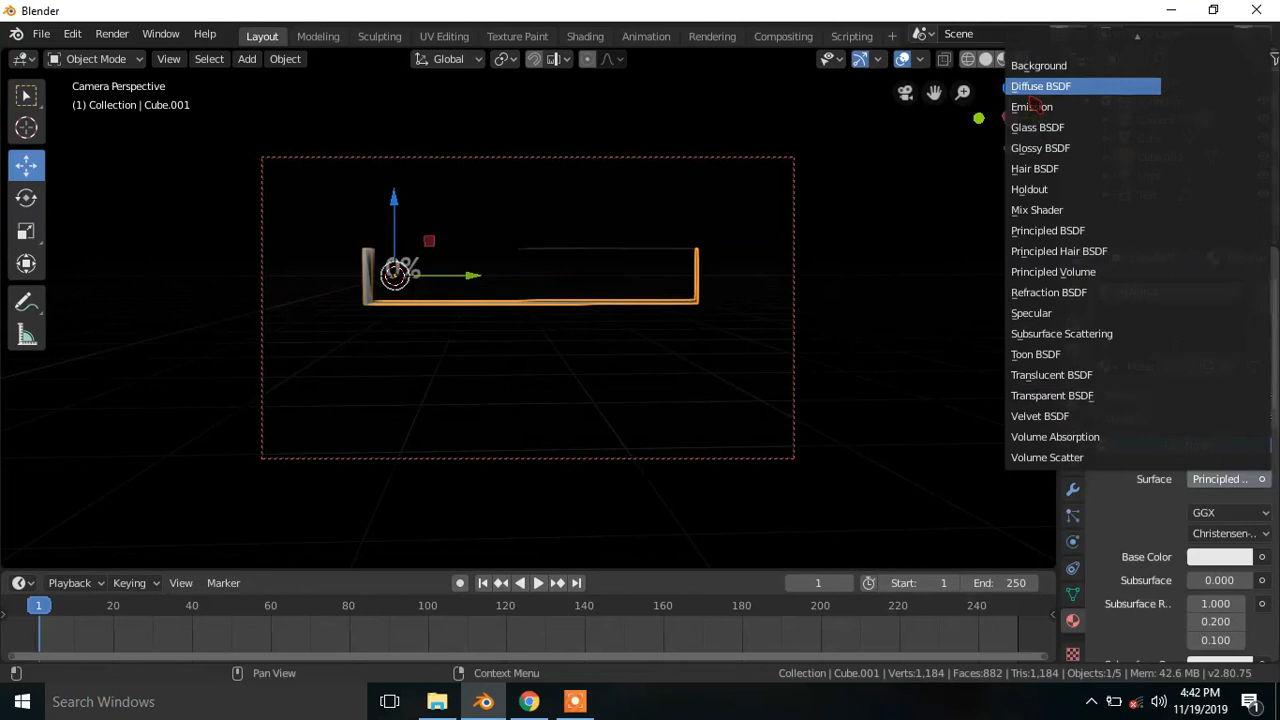 Blender
File Edit Render Window Help Layout Modeling Sculpting UV Editing Texture Paint Shading Animation Rendering Compositing Scripting + Scene
Object Mode View Select Add Object Global
Camera Perspective
(1) Collection | Cube.001
0%
Background
Diffuse BSDF
Emission
Glass BSDF
Glossy BSDF
Hair BSDF
Holdout
Mix Shader
Principled BSDF
Principled Hair BSDF
Principled Volume
Refraction BSDF
Specular
Subsurface Scattering
Toon BSDF
Translucent BSDF
Transparent BSDF
Velvet BSDF
Volume Absorption
Volume Scatter
Surface Principled ..
GGX
Christensen-..
Base Color
Subsurface 0.000
Subsurface R.. 1.000
0.200
0.100
Playback Keying View Marker 1 Start: 1 End: 250
1 20 40 60 80 100 120 140 160 180 200 220 240
Pan View Context Menu Collection | Cube.001 | Verts:1,184 | Faces:882 | Tris:1,184 | Objects:1/5 | Mem: 42.6 MB | v2.80.75
Search Windows
4:42 PM
11/19/2019